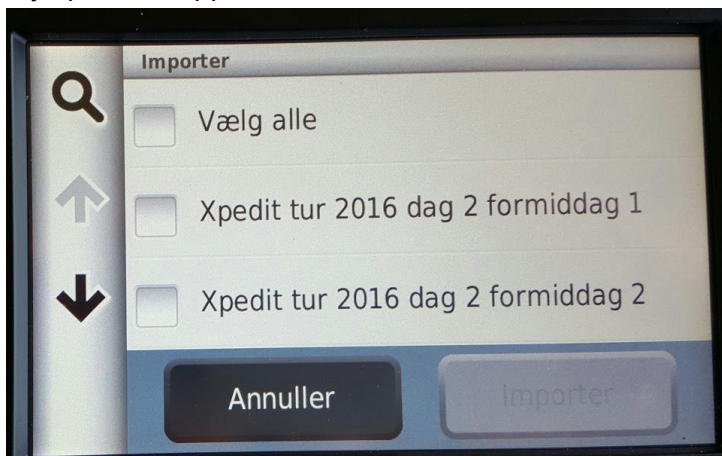 Importer
Vælg alle
Xpedit tur 2016 dag 2 formiddag 1
Xpedit tur 2016 dag 2 formiddag 2
Annuller
Importer